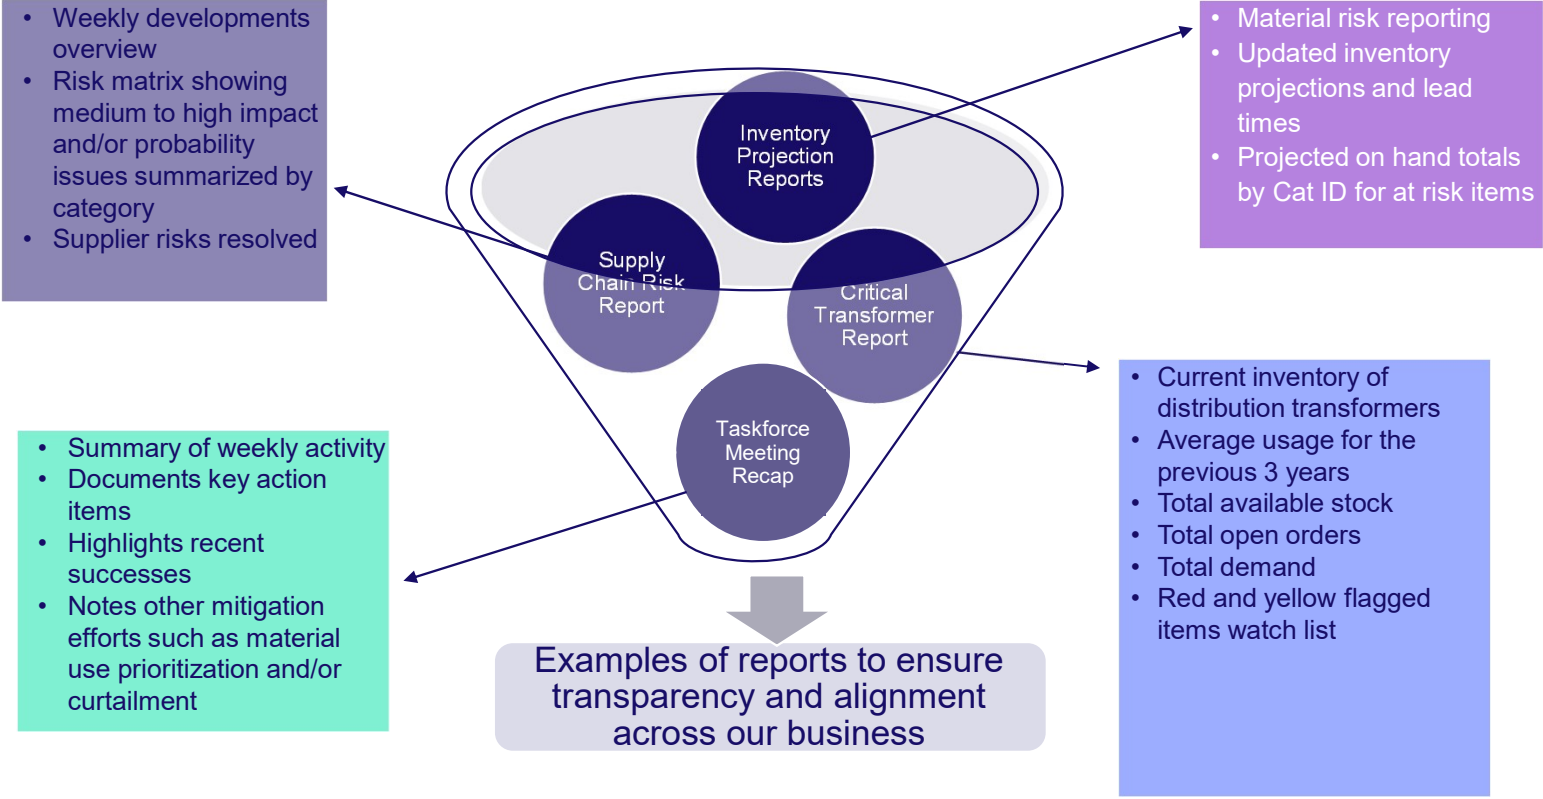 • Weekly developments
overview
• Risk matrix showing
medium to high impact
and/or probability
issues summarized by
category
• Supplier risks resolved
• Material risk reporting
• Updated inventory
projections and lead
times
• Projected on hand totals
by Cat ID for at risk items
Inventory
Projection
Reports
Supply
Chain Risk
Report
Critical
Transformer
Report
Taskforce
Meeting
Recap
• Summary of weekly activity
• Documents key action
items
• Highlights recent
successes
• Notes other mitigation
efforts such as material
use prioritization and/or
curtailment
• Current inventory of
distribution transformers
• Average usage for the
previous 3 years
• Total available stock
• Total open orders
• Total demand
• Red and yellow flagged
items watch list
Examples of reports to ensure
transparency and alignment
across our business